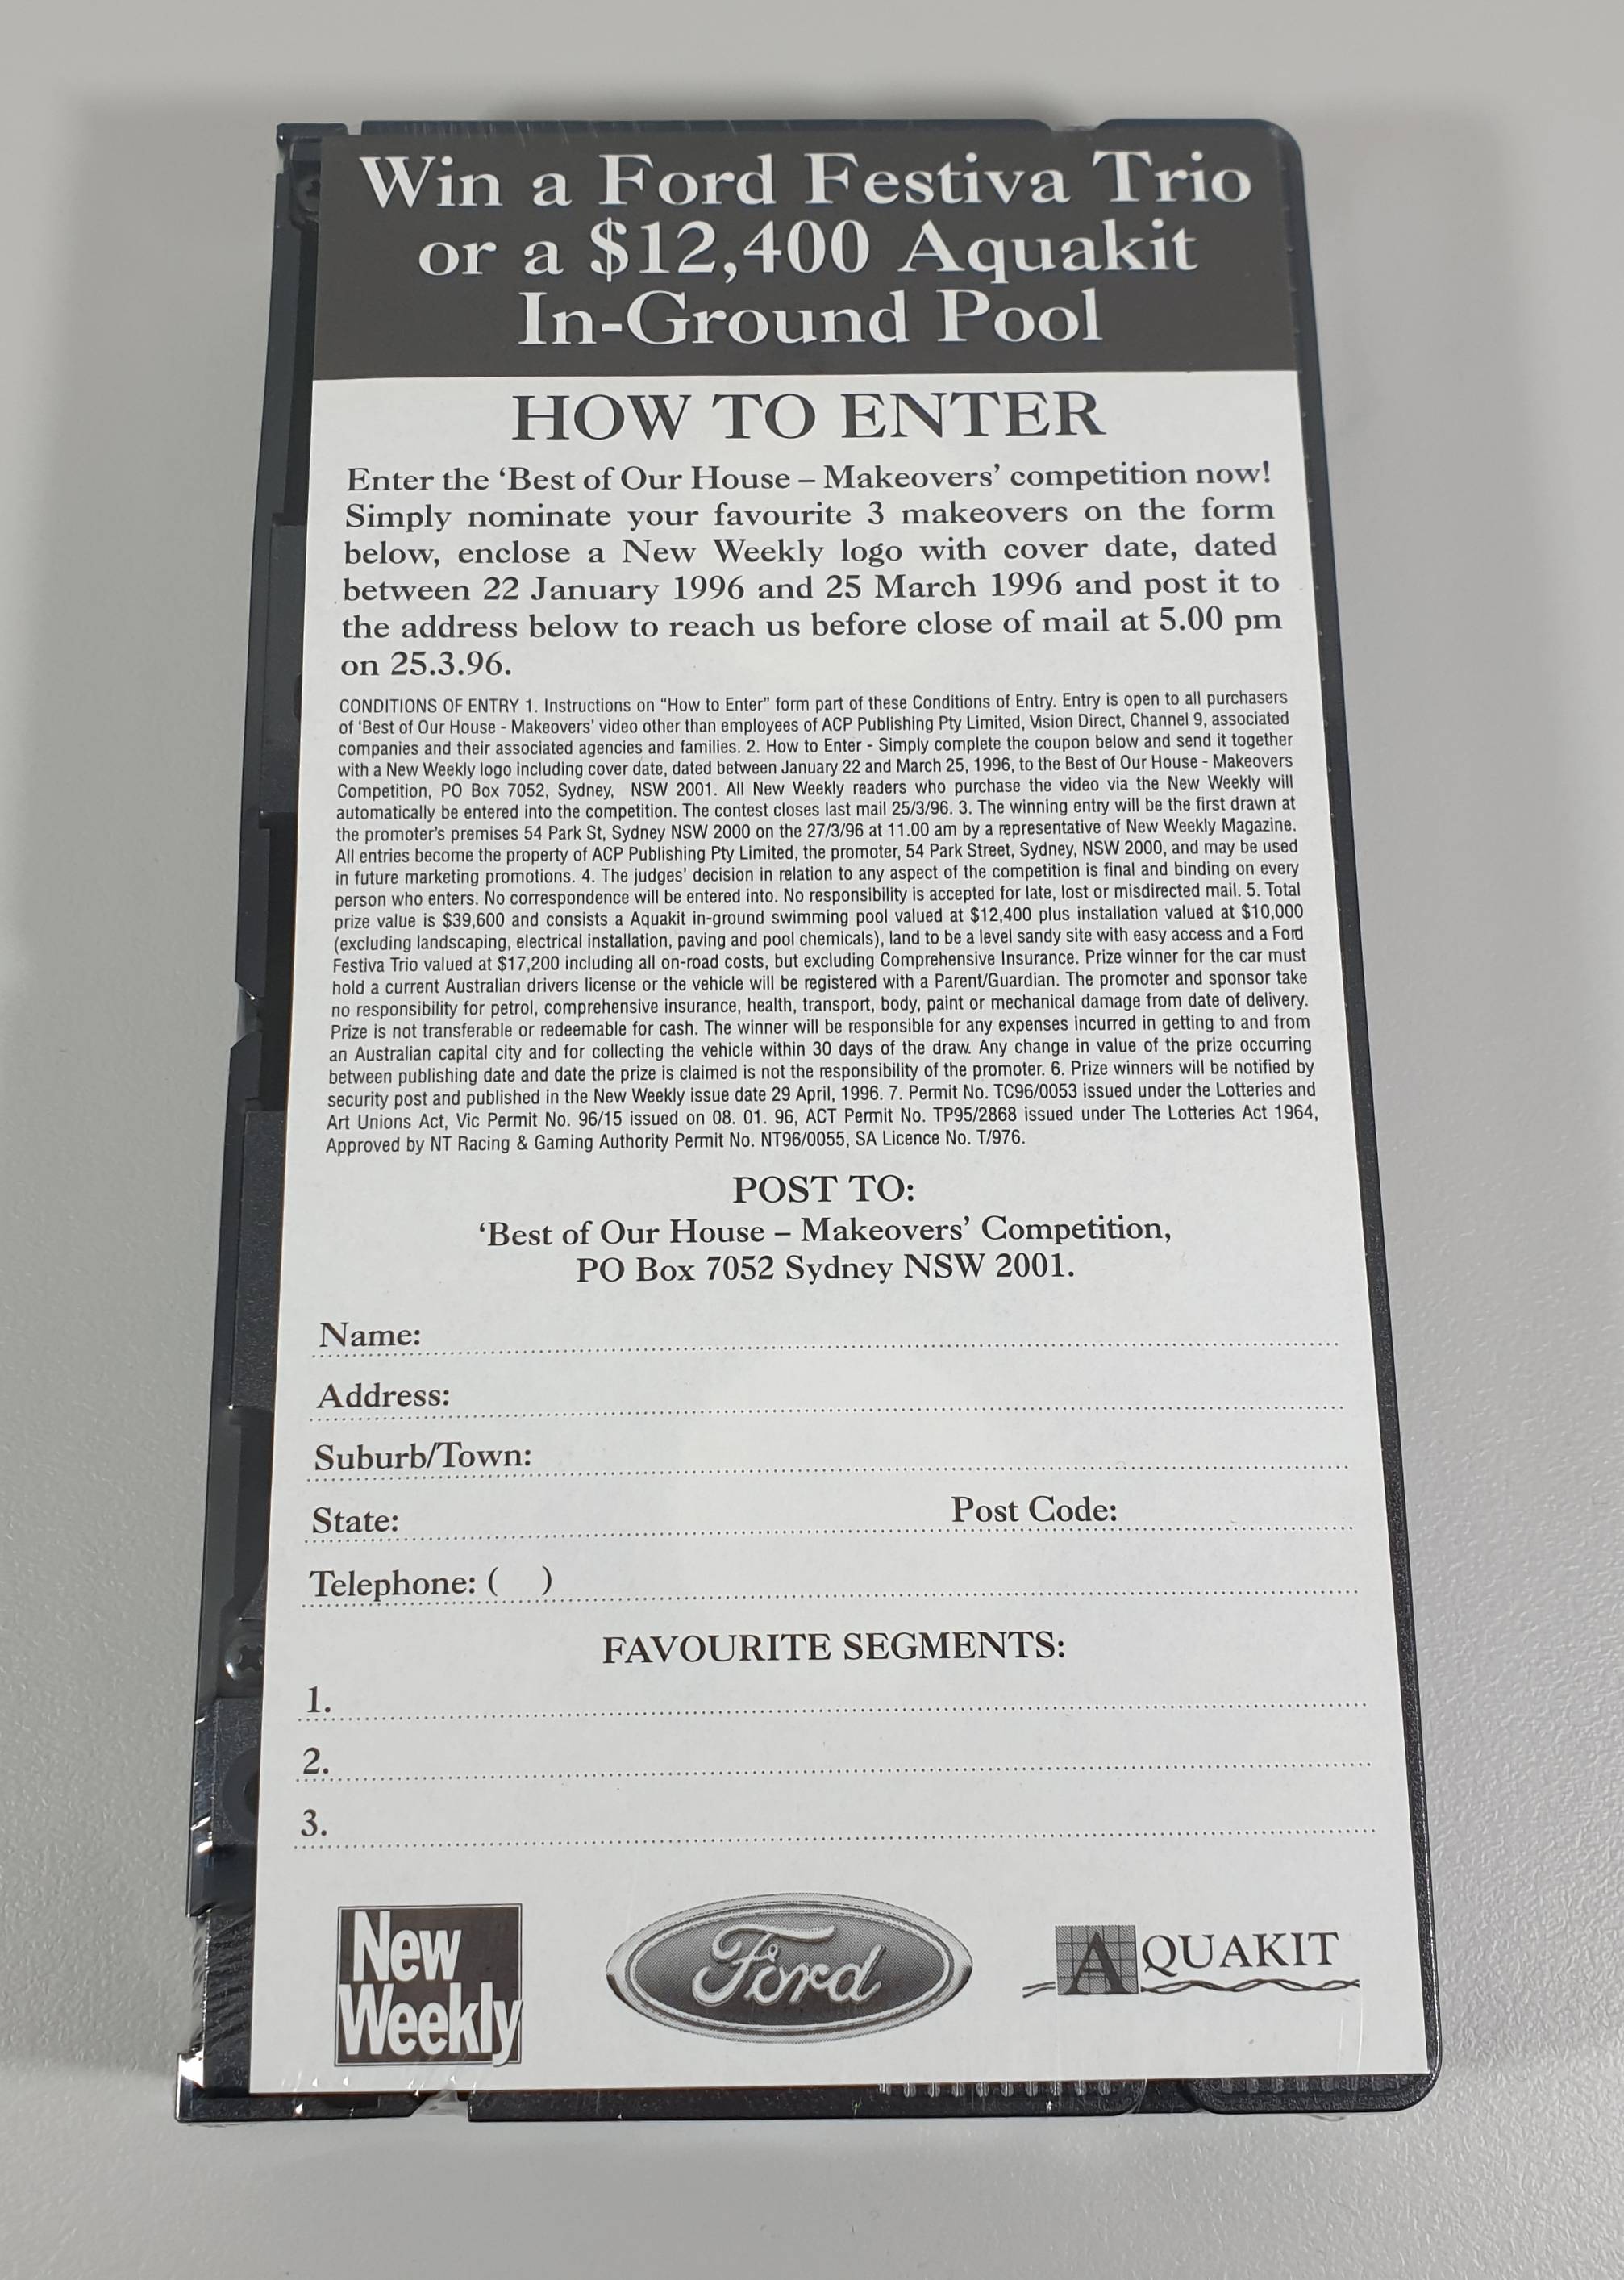 Win a Ford Festiva Trio
or a $12,400 Aquakit
In-Ground Pool
HOW TO ENTER
Enter the ‘Best of Our House – Makeovers’ competition now!
Simply nominate your favourite 3 makeovers on the form
below, enclose a New Weekly logo with cover date, dated
between 22 January 1996 and 25 March 1996 and post it to
the address below to reach us before close of mail at 5.00 pm
on 25.3.96.
CONDITIONS OF ENTRY 1. Instructions on “How to Enter” form part of these Conditions of Entry. Entry is open to all purchasers
of ‘Best of Our House - Makeovers’ video other than employees of ACP Publishing Pty Limited, Vision Direct, Channel 9, associated
companies and their associated agencies and families. 2. How to Enter - Simply complete the coupon below and send it together
with a New Weekly logo including cover date, dated between January 22 and March 25, 1996, to the Best of Our House - Makeovers
Competition, PO Box 7052, Sydney, NSW 2001. All New Weekly readers who purchase the video via the New Weekly will
automatically be entered into the competition. The contest closes last mail 25/3/96. 3. The winning entry will be the first drawn at
the promoter’s premises 54 Park St, Sydney NSW 2000 on the 27/3/96 at 11.00 am by a representative of New Weekly Magazine.
All entries become the property of ACP Publishing Pty Limited, the promoter, 54 Park Street, Sydney, NSW 2000, and may be used
in future marketing promotions. 4. The judges’ decision in relation to any aspect of the competition is final and binding on every
person who enters. No correspondence will be entered into. No responsibility is accepted for late, lost or misdirected mail. 5. Total
prize value is $39,600 and consists a Aquakit in-ground swimming pool valued at $12,400 plus installation valued at $10,000
(excluding landscaping, electrical installation, paving and pool chemicals), land to be a level sandy site with easy access and a Ford
Festiva Trio valued at $17,200 including all on-road costs, but excluding Comprehensive Insurance. Prize winner for the car must
hold a current Australian drivers license or the vehicle will be registered with a Parent/Guardian. The promoter and sponsor take
no responsibility for petrol, comprehensive insurance, health, transport, body, paint or mechanical damage from date of delivery.
Prize is not transferable or redeemable for cash. The winner will be responsible for any expenses incurred in getting to and from
an Australian capital city and for collecting the vehicle within 30 days of the draw. Any change in value of the prize occurring
between publishing date and date the prize is claimed is not the responsibility of the promoter. 6. Prize winners will be notified by
security post and published in the New Weekly issue date 29 April, 1996. 7. Permit No. TC96/0053 issued under the Lotteries and
Art Unions Act, Vic Permit No. 96/15 issued on 08. 01. 96, ACT Permit No. TP95/2868 issued under The Lotteries Act 1964,
Approved by NT Racing & Gaming Authority Permit No. NT96/0055, SA Licence No. T/976.
POST TO:
‘Best of Our House – Makeovers’ Competition,
PO Box 7052 Sydney NSW 2001.
Name:
Address:
Suburb/Town:
State: Post Code:
Telephone: ( )
FAVOURITE SEGMENTS:
1.
2.
3.
New
Weekly
Ford
AQUAKIT